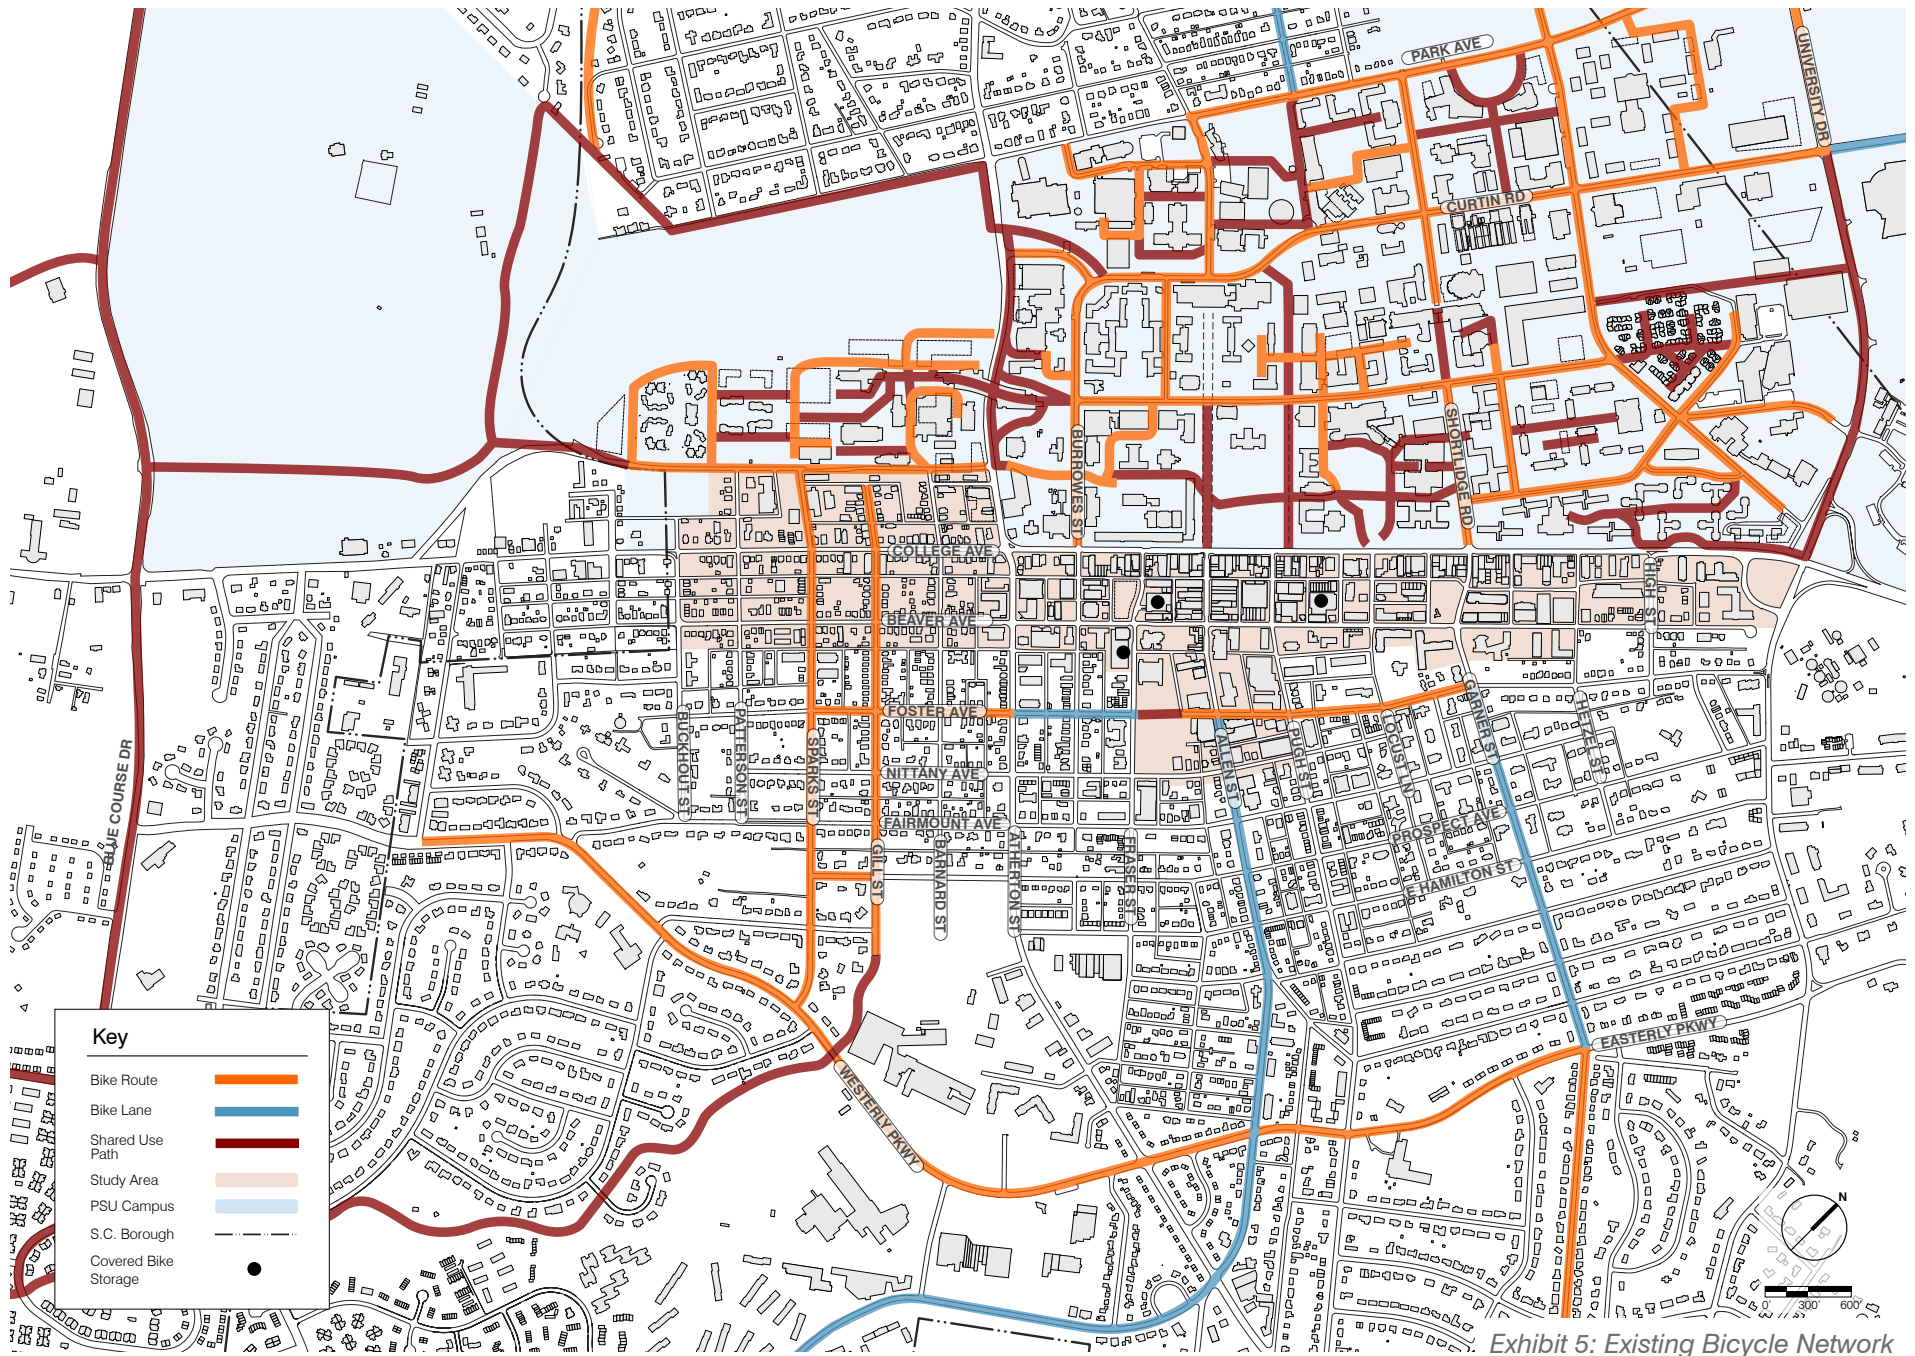 PARK AVE
UNIVERSITY DR
CURTIN RD
BURROWES ST
SHORTLIDGE RD
COLLEGE AVE
HIGH ST
BEAVER AVE
FOSTER AVE
BUCKHOUT ST
PATTERSON ST
SPARKS ST
ALLEN ST
PUGH ST
LOCUST LN
GARNER ST
HETZEL ST
BLUE COURSE DR
NITTANY AVE
FAIRMOUNT AVE
GILL ST
BARNARD ST
ATHERTON ST
FRASER ST
PROSPECT AVE
E HAMILTON ST
EASTERLY PKWY
WESTERLY PKWY
Key
Bike Route
Bike Lane
Shared Use
Path
Study Area
PSU Campus
S.C. Borough
Covered Bike
Storage
N
0' 300' 600'
Exhibit 5: Existing Bicycle Network